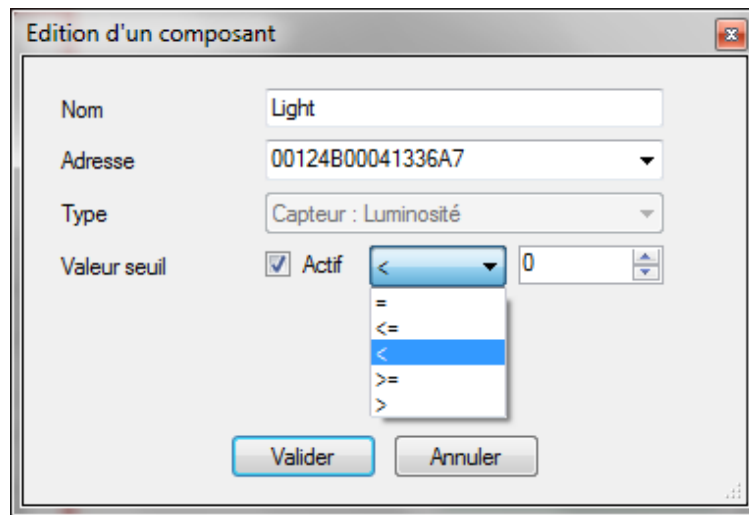 Edition d'un composant
Nom Light
Adresse 00124B00041336A7
Type Capteur : Luminosité
Valeur seuil Actif < 0
=
<=
<
>=
>
Valider Annuler